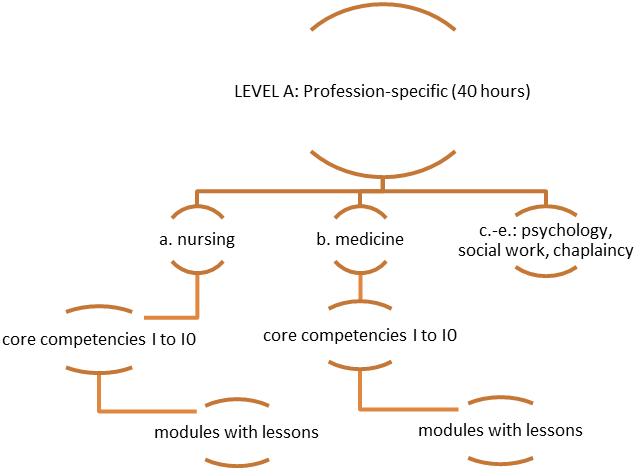 LEVEL A: Profession-specific (40 hours)
a. nursing
b. medicine
c.-e.: psychology,
social work, chaplaincy
core competencies I to I0
core competencies I to I0
modules with lessons
modules with lessons